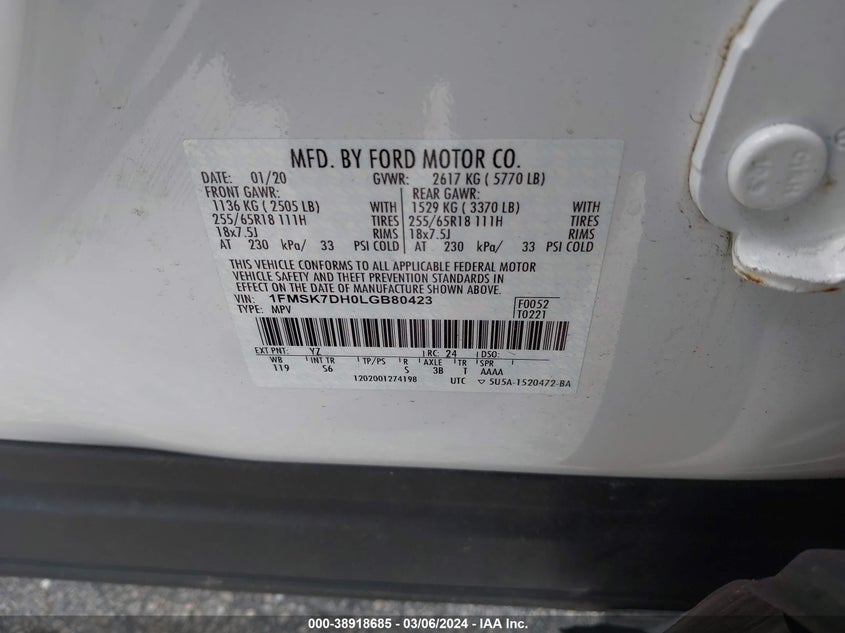 MFD. BY FORD MOTOR CO.
DATE: 01/20 GVWR: 2617 KG ( 5770 LB)
FRONT GAWR: REAR GAWR:
1136 KG ( 2505 LB) WITH 1529 KG ( 3370 LB) WITH
255/65R18 111H TIRES 255/65R18 111H TIRES
18x7.5J RIMS 18x7.5J RIMS
AT 230 kPa/ 33 PSI COLD AT 230 kPa/ 33 PSI COLD
THIS VEHICLE CONFORMS TO ALL APPLICABLE FEDERAL MOTOR
VEHICLE SAFETY AND THEFT PREVENTION STANDARDS IN
EFFECT ON THE DATE OF MANUFACTURE SHOWN ABOVE.
VIN: 1FMSK7DH0LGB80423 F0052
TYPE: MPV T0221
EXT PNT: YZ RC: 24 DSO:
WB INT TR TP/PS R AXLE TR SPR
119 S6 S 3B T AAAA
1202001274198 UTC ▽ 5U5A-1520472-BA
000-38918685 - 03/06/2024 - IAA Inc.